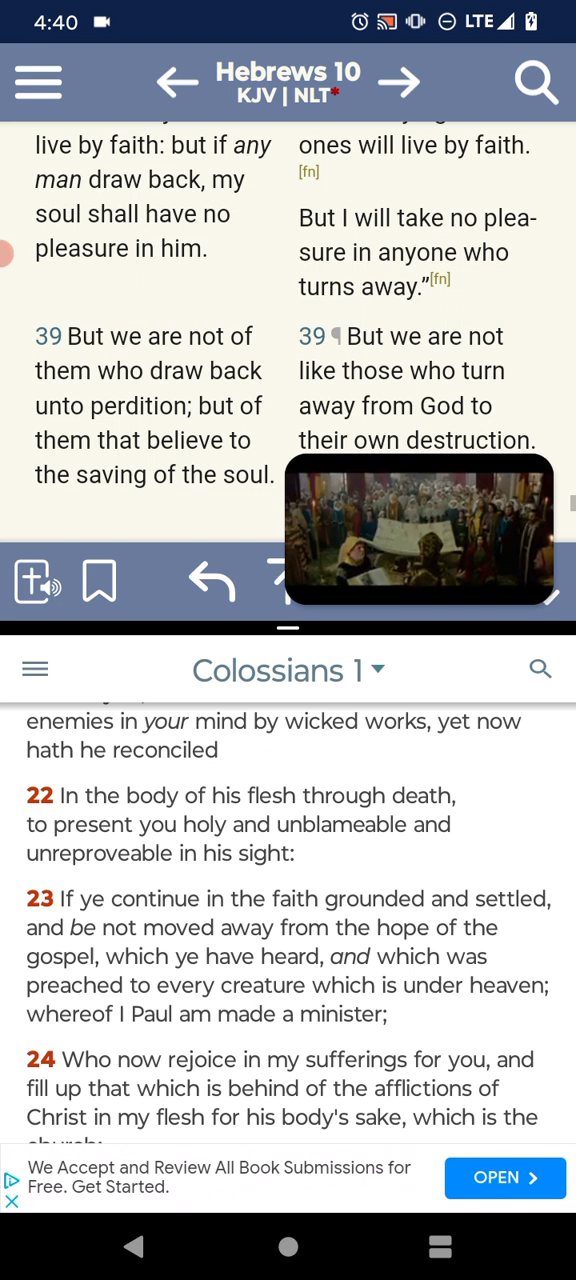 4:40
LTE
Hebrews 10
KJV | NLT*
live by faith: but if any
man draw back, my
soul shall have no
pleasure in him.
39 But we are not of
them who draw back
unto perdition; but of
them that believe to
the saving of the soul.
ones will live by faith.
[fn]
But I will take no plea-
sure in anyone who
turns away.”[fn]
39 ¶ But we are not
like those who turn
away from God to
their own destruction.
Colossians 1
enemies in your mind by wicked works, yet now
hath he reconciled
22 In the body of his flesh through death,
to present you holy and unblameable and
unreproveable in his sight:
23 If ye continue in the faith grounded and settled,
and be not moved away from the hope of the
gospel, which ye have heard, and which was
preached to every creature which is under heaven;
whereof I Paul am made a minister;
24 Who now rejoice in my sufferings for you, and
fill up that which is behind of the afflictions of
Christ in my flesh for his body's sake, which is the
We Accept and Review All Book Submissions for
Free. Get Started.
OPEN